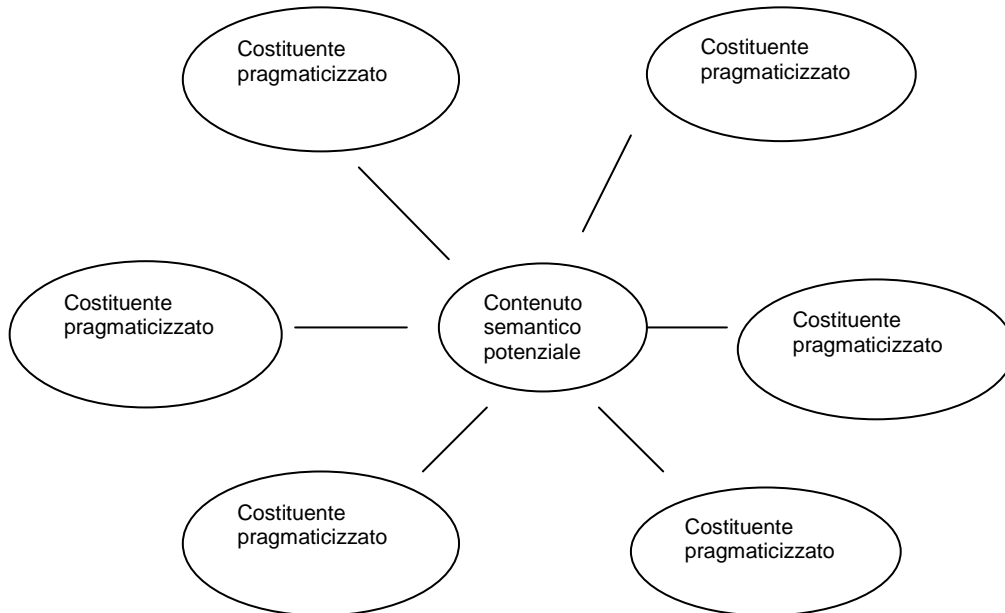 Costituente
pragmaticizzato
Costituente
pragmaticizzato
Costituente
pragmaticizzato
Contenuto
semantico
potenziale
Costituente
pragmaticizzato
Costituente
pragmaticizzato
Costituente
pragmaticizzato